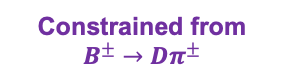 Constrained from
B± → Dπ±